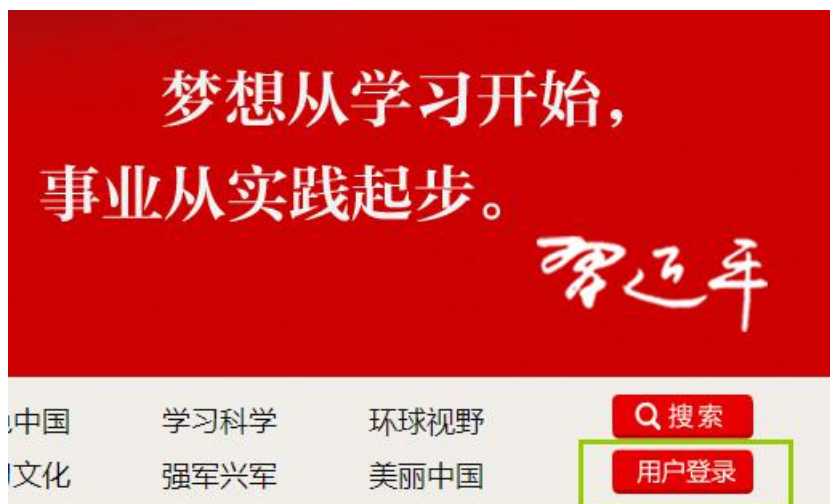 梦想从学习开始，
事业从实践起步。
习近平
中国 学习科学 环球视野 搜索
文化 强军兴军 美丽中国 用户登录